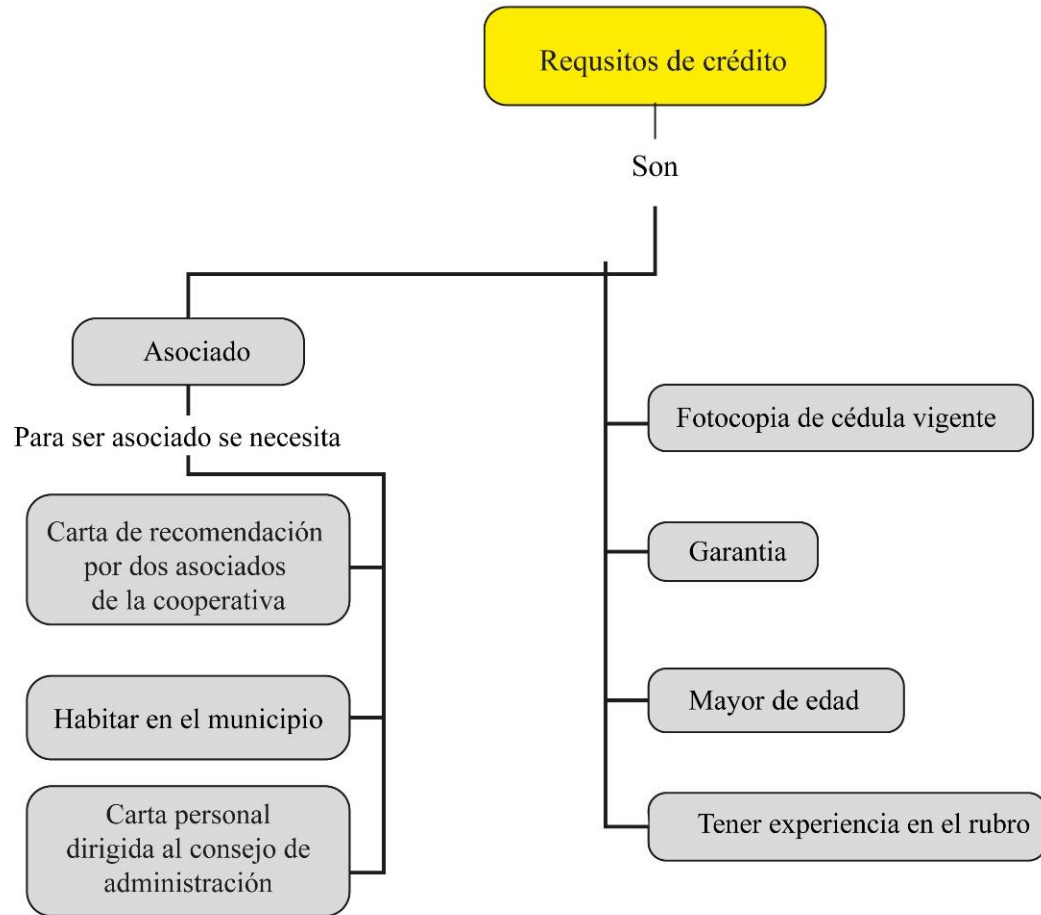 Requsitos de crédito
Son
Asociado
Para ser asociado se necesita
Carta de recomendación
por dos asociados
de la cooperativa
Habitar en el municipio
Carta personal
dirigida al consejo de
administración
Fotocopia de cédula vigente
Garantia
Mayor de edad
Tener experiencia en el rubro